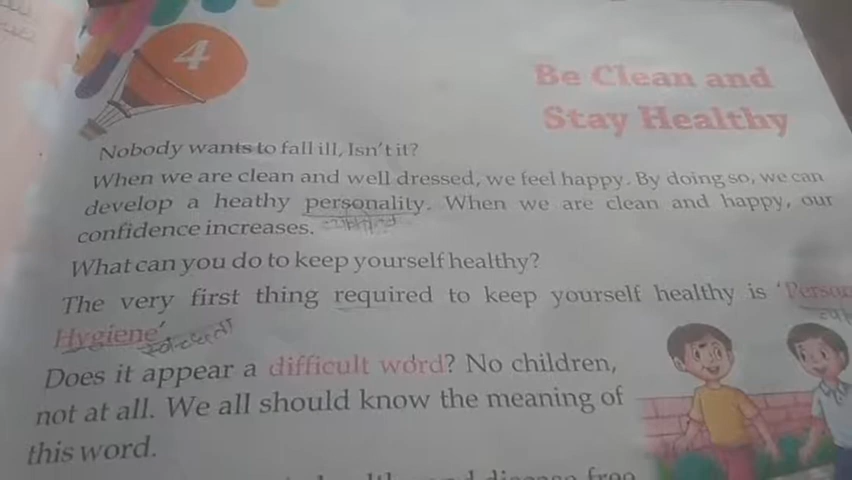 4
Be Clean and
Stay Healthy
Nobody wants to fall ill, Isn't it?
When we are clean and well dressed, we feel happy. By doing so, we can
develop a heathy personality. When we are clean and happy, our
confidence increases.
What can you do to keep yourself healthy?
The very first thing required to keep yourself healthy is 'Person
Hygiene'
स्वच्छता
Does it appear a difficult word? No children,
not at all. We all should know the meaning of
this word.